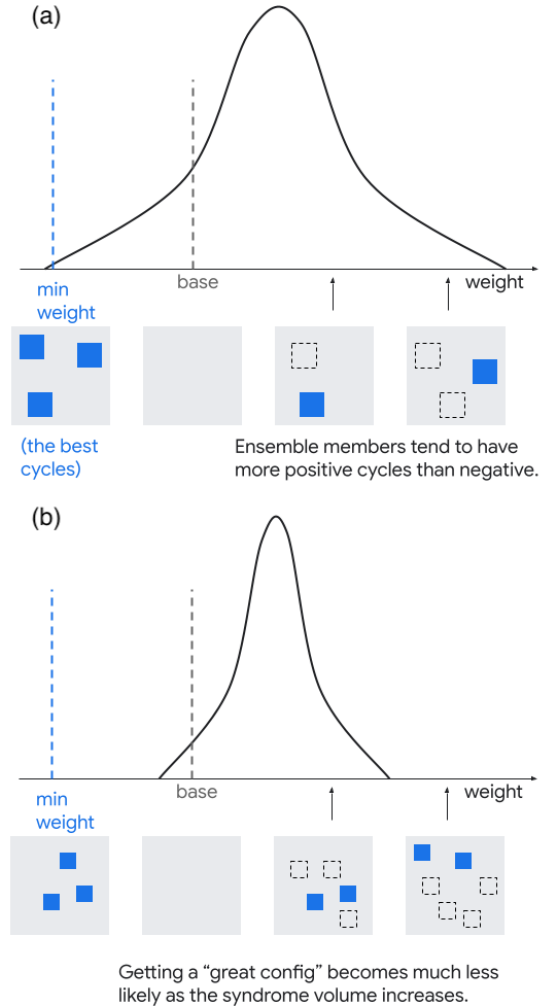 (a)
base
weight
min
weight
(the best
cycles)
Ensemble members tend to have
more positive cycles than negative.
(b)
base
weight
min
weight
Getting a “great config” becomes much less
likely as the syndrome volume increases.